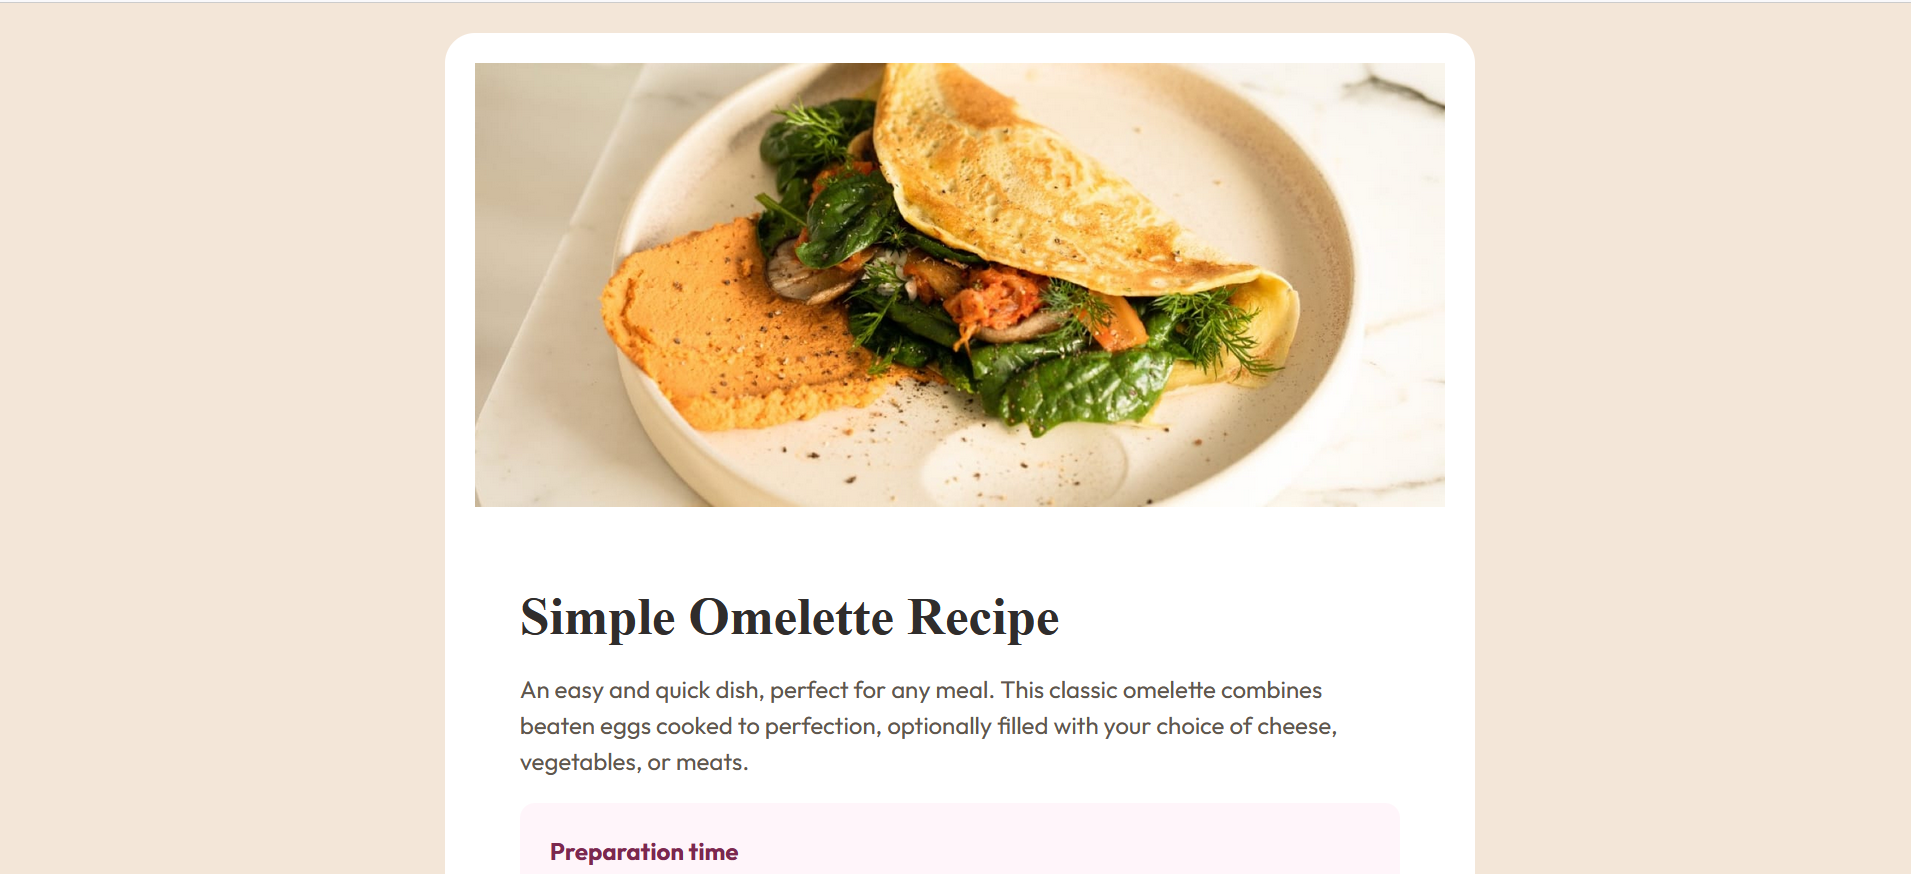 Simple Omelette Recipe
An easy and quick dish, perfect for any meal. This classic omelette combines
beaten eggs cooked to perfection, optionally filled with your choice of cheese,
vegetables, or meats.
Preparation time